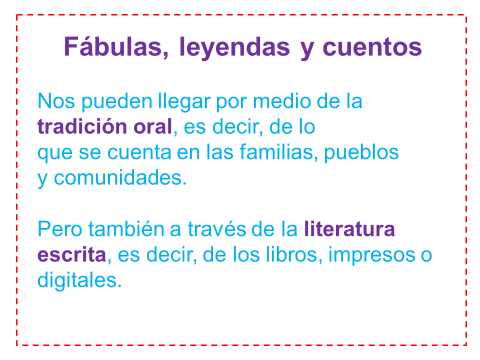 Fábulas, leyendas y cuentos
Nos pueden llegar por medio de la
tradición oral, es decir, de lo
que se cuenta en las familias, pueblos
y comunidades.
Pero también a través de la literatura
escrita, es decir, de los libros, impresos o
digitales.